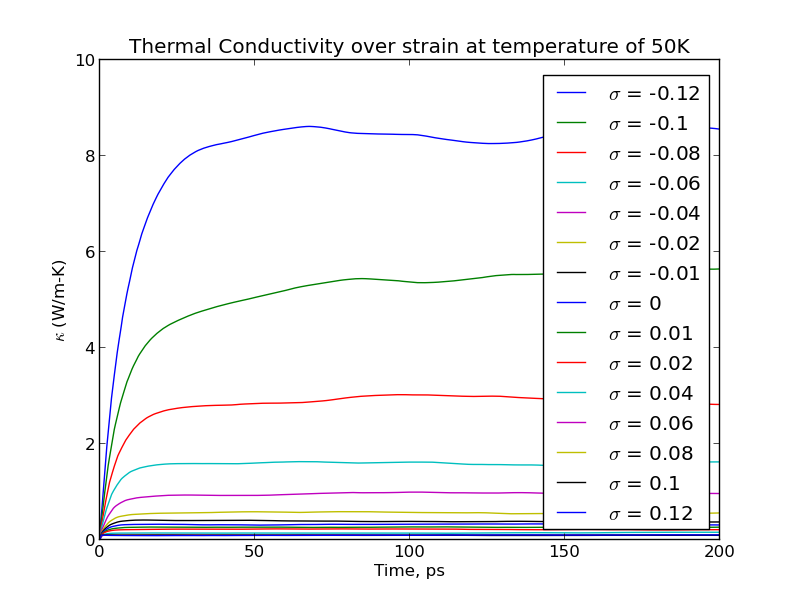 Thermal Conductivity over strain at temperature of 50K
10
8
6
4
2
0
κ (W/m-K)
σ = -0.12
σ = -0.1
σ = -0.08
σ = -0.06
σ = -0.04
σ = -0.02
σ = -0.01
σ = 0
σ = 0.01
σ = 0.02
σ = 0.04
σ = 0.06
σ = 0.08
σ = 0.1
σ = 0.12
0 50 100 150 200
Time, ps